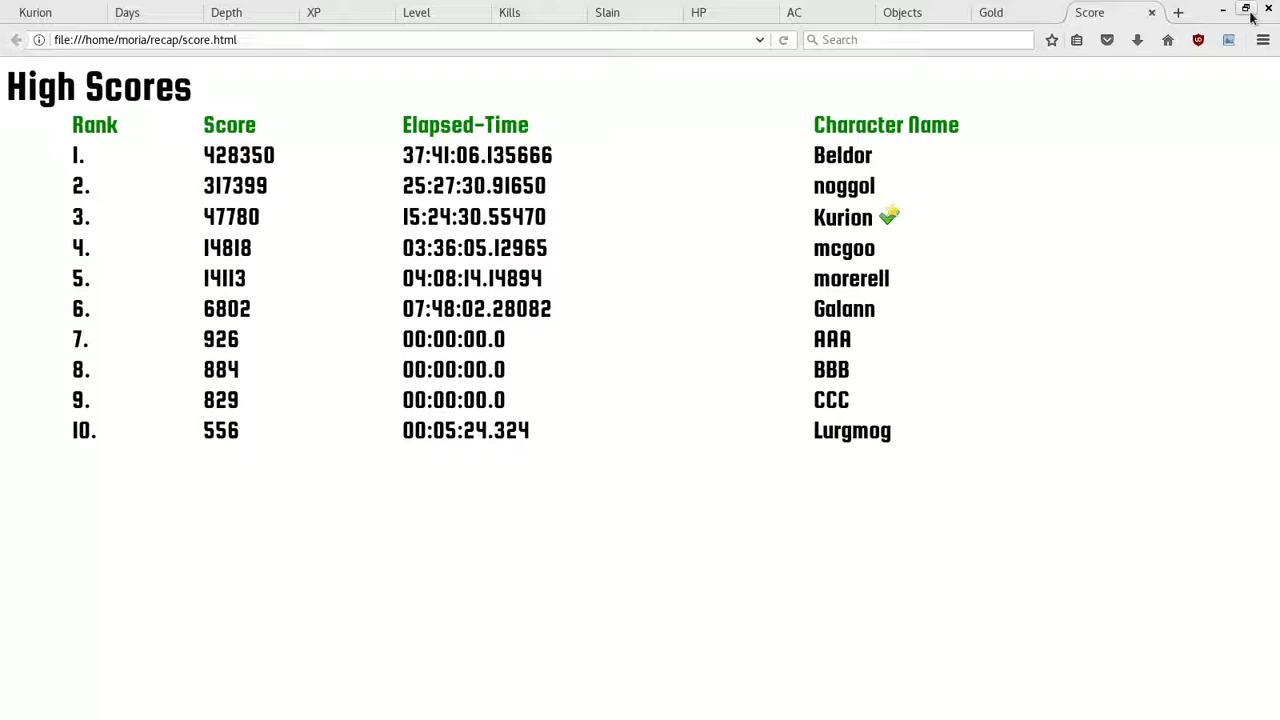 Kurion Days Depth XP Level Kills Slain HP AC Objects Gold Score
file:///home/moria/recap/score.html Search
High Scores
Rank Score Elapsed-Time Character Name
1. 428350 37:41:06.135666 Beldor
2. 317399 25:27:30.91650 noggol
3. 47780 15:24:30.55470 Kurion
4. 14818 03:36:05.12965 mcgoo
5. 14113 04:08:14.14894 morerell
6. 6802 07:48:02.28082 Galann
7. 926 00:00:00.0 AAA
8. 884 00:00:00.0 BBB
9. 829 00:00:00.0 CCC
10. 556 00:05:24.324 Lurgmog